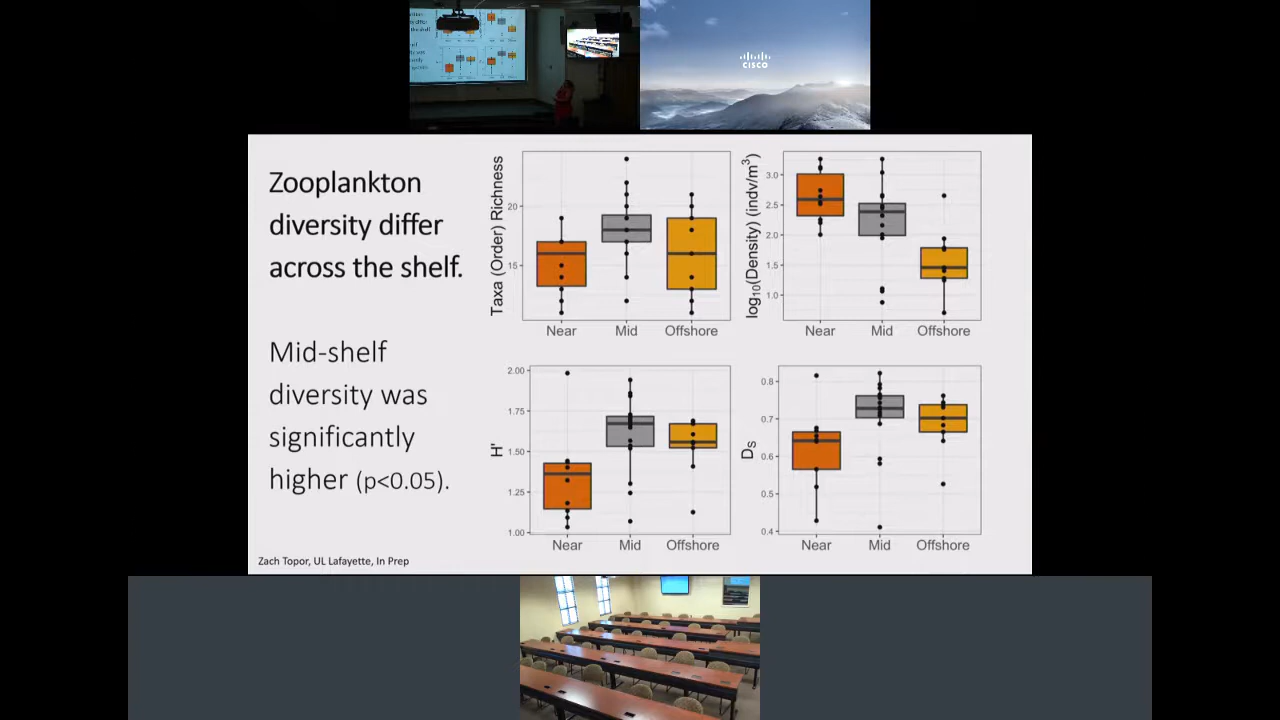 CISCO
Zooplankton
diversity differ
across the shelf.
Mid-shelf
diversity was
significantly
higher (p<0.05).
Taxa (Order) Richness
20
15
Near Mid Offshore
log10(Density) (indv/m³)
3.0
2.5
2.0
1.5
1.0
Near Mid Offshore
H'
2.00
1.75
1.50
1.25
1.00
Near Mid Offshore
Ds
0.8
0.7
0.6
0.5
0.4
Near Mid Offshore
Zach Topor, UL Lafayette, In Prep